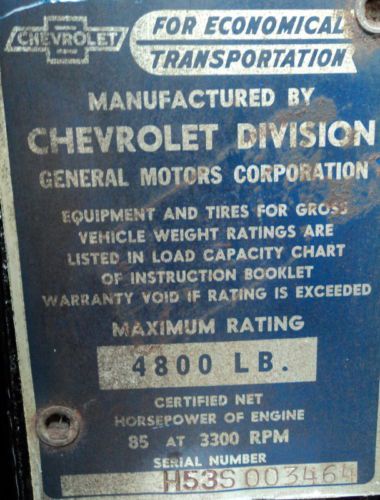 CHEVROLET
FOR ECONOMICAL
TRANSPORTATION
MANUFACTURED BY
CHEVROLET DIVISION
GENERAL MOTORS CORPORATION
EQUIPMENT AND TIRES FOR GROSS
VEHICLE WEIGHT RATINGS ARE
LISTED IN LOAD CAPACITY CHART
OF INSTRUCTION BOOKLET
WARRANTY VOID IF RATING IS EXCEEDED
MAXIMUM RATING
4800 LB.
CERTIFIED NET
HORSEPOWER OF ENGINE
85 AT 3300 RPM
SERIAL NUMBER
H53S003464